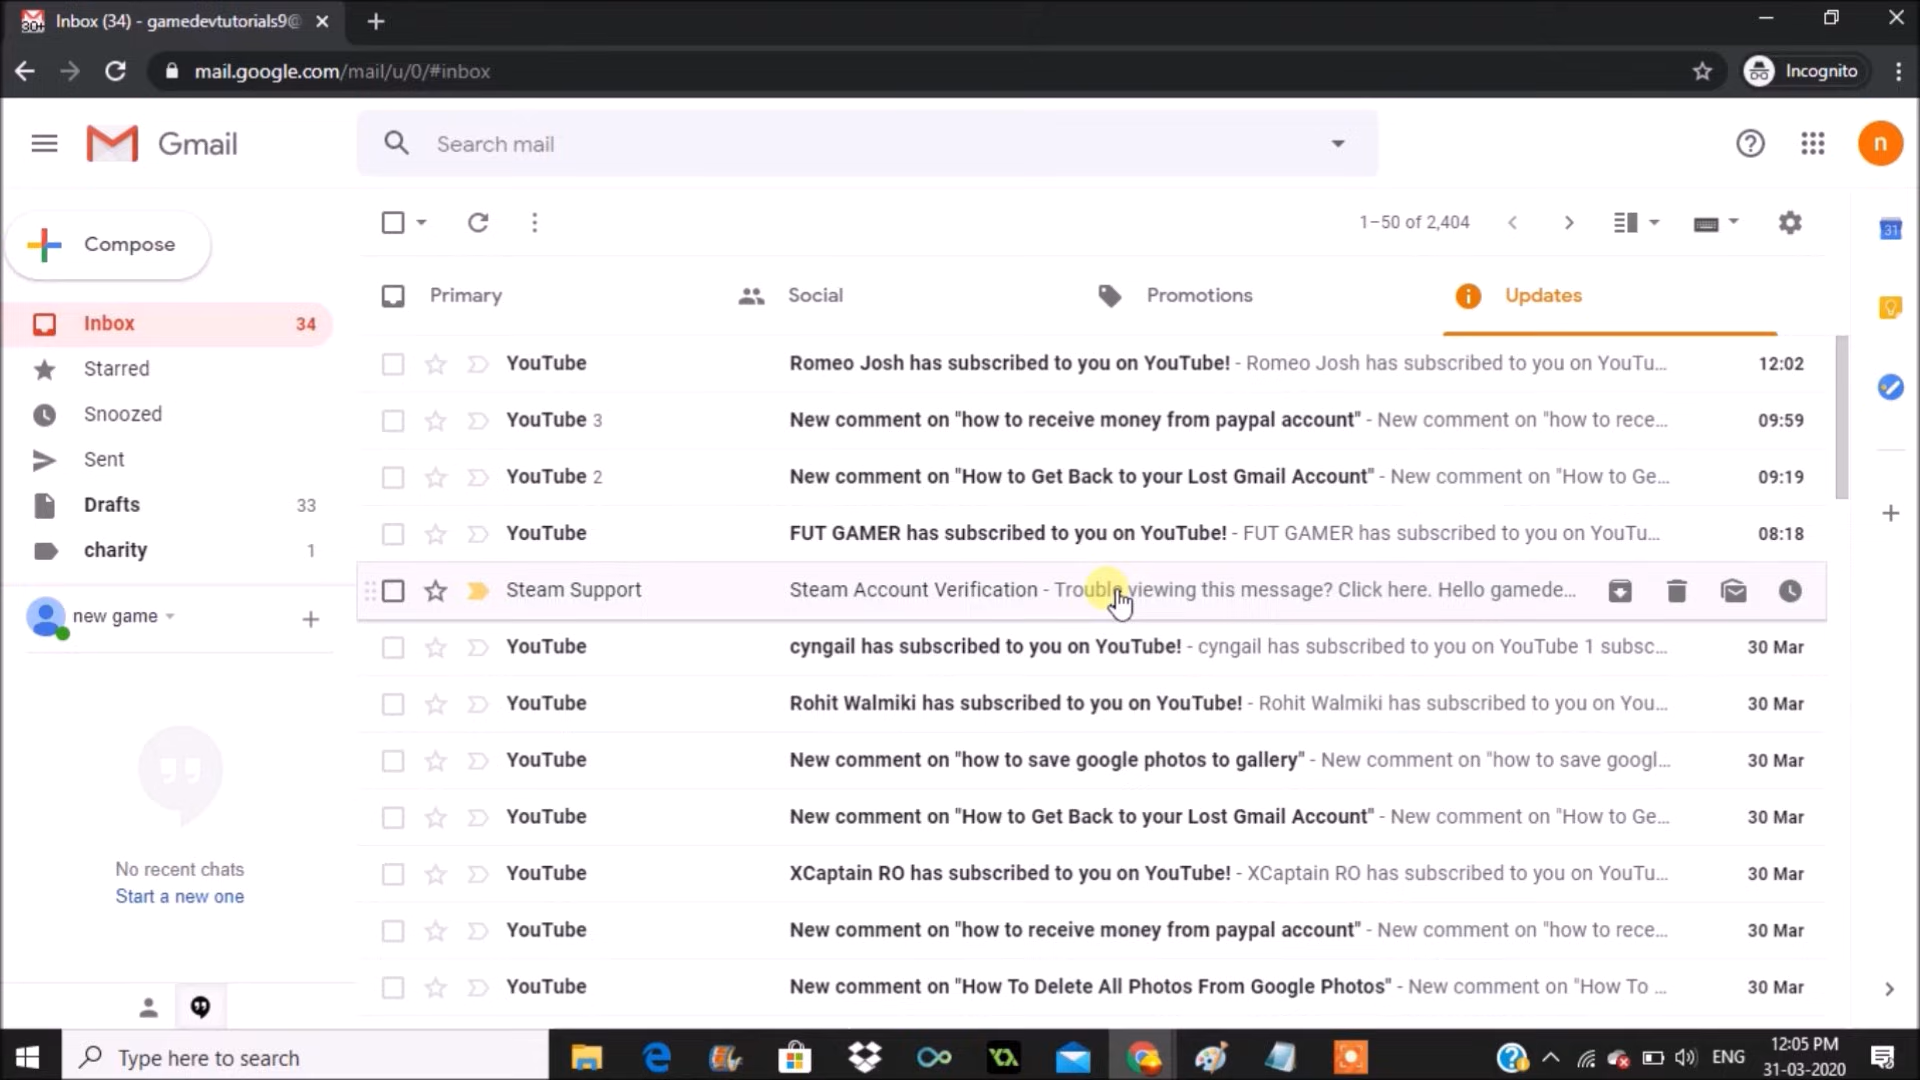 Inbox (34) - gamedevtutorials9@
mail.google.com/mail/u/0/#inbox
Incognito
Gmail
Search mail
n
Compose
1–50 of 2,404
31
Primary
Social
Promotions
Updates
Inbox 34
Starred
Snoozed
Sent
Drafts 33
charity 1
new game
No recent chats
Start a new one
YouTube Romeo Josh has subscribed to you on YouTube! - Romeo Josh has subscribed to you on YouTu... 12:02
YouTube 3 New comment on "how to receive money from paypal account" - New comment on "how to rece... 09:59
YouTube 2 New comment on "How to Get Back to your Lost Gmail Account" - New comment on "How to Ge... 09:19
YouTube FUT GAMER has subscribed to you on YouTube! - FUT GAMER has subscribed to you on YouTu... 08:18
Steam Support Steam Account Verification - Trouble viewing this message? Click here. Hello gamede...
YouTube cyngail has subscribed to you on YouTube! - cyngail has subscribed to you on YouTube 1 subsc... 30 Mar
YouTube Rohit Walmiki has subscribed to you on YouTube! - Rohit Walmiki has subscribed to you on You... 30 Mar
YouTube New comment on "how to save google photos to gallery" - New comment on "how to save googl... 30 Mar
YouTube New comment on "How to Get Back to your Lost Gmail Account" - New comment on "How to Ge... 30 Mar
YouTube XCaptain RO has subscribed to you on YouTube! - XCaptain RO has subscribed to you on YouTu... 30 Mar
YouTube New comment on "how to receive money from paypal account" - New comment on "how to rece... 30 Mar
YouTube New comment on "How To Delete All Photos From Google Photos" - New comment on "How To ... 30 Mar
Type here to search
ENG
12:05 PM
31-03-2020